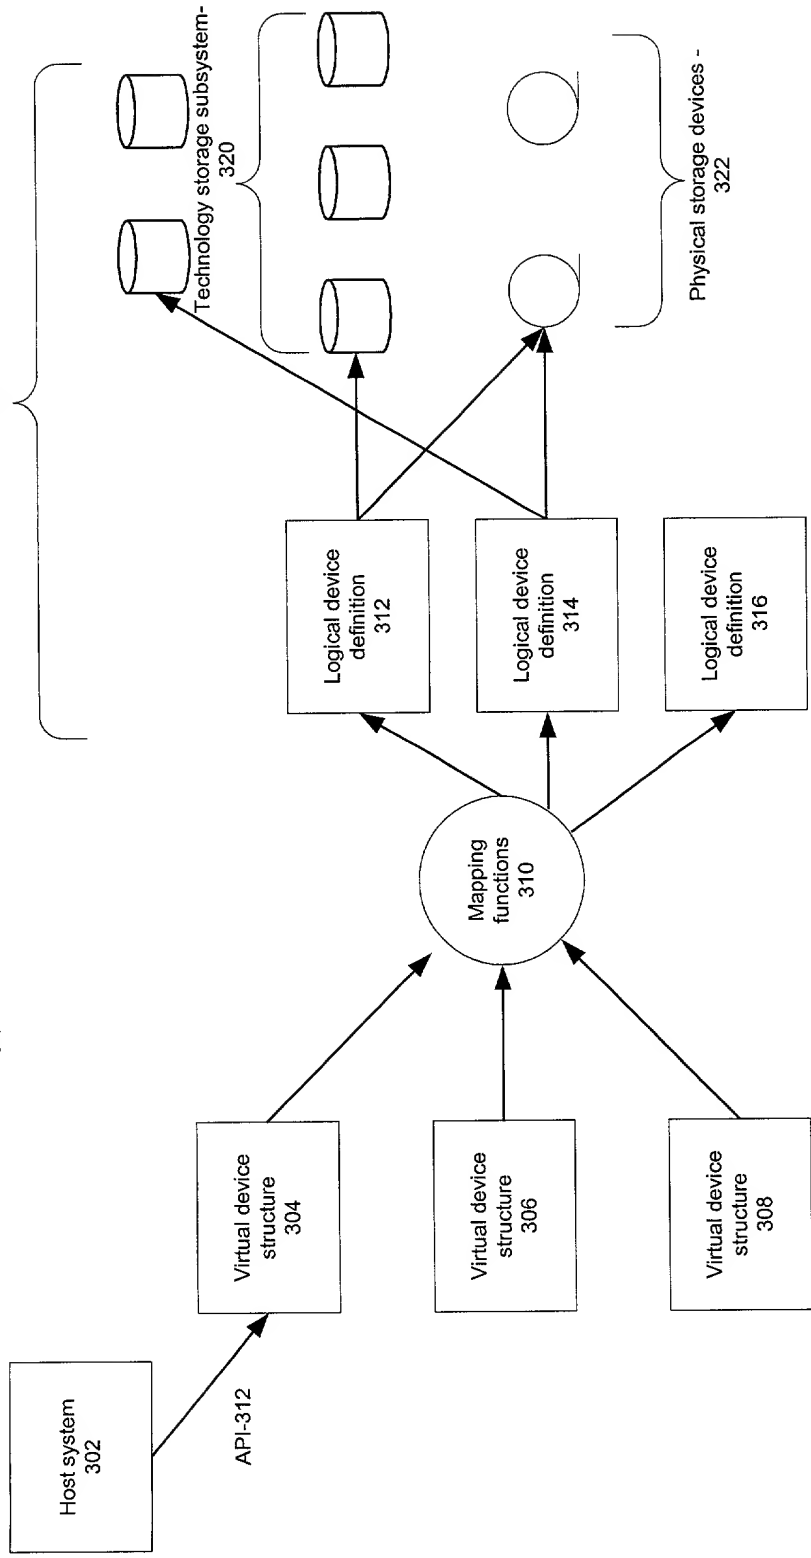 Host system
302
API-312
Virtual device
structure
304
Virtual device
structure
306
Virtual device
structure
308
Mapping
functions
310
Logical device
definition
312
Logical device
definition
314
Logical device
definition
316
Technology storage subsystem-
320
Physical storage devices -
322